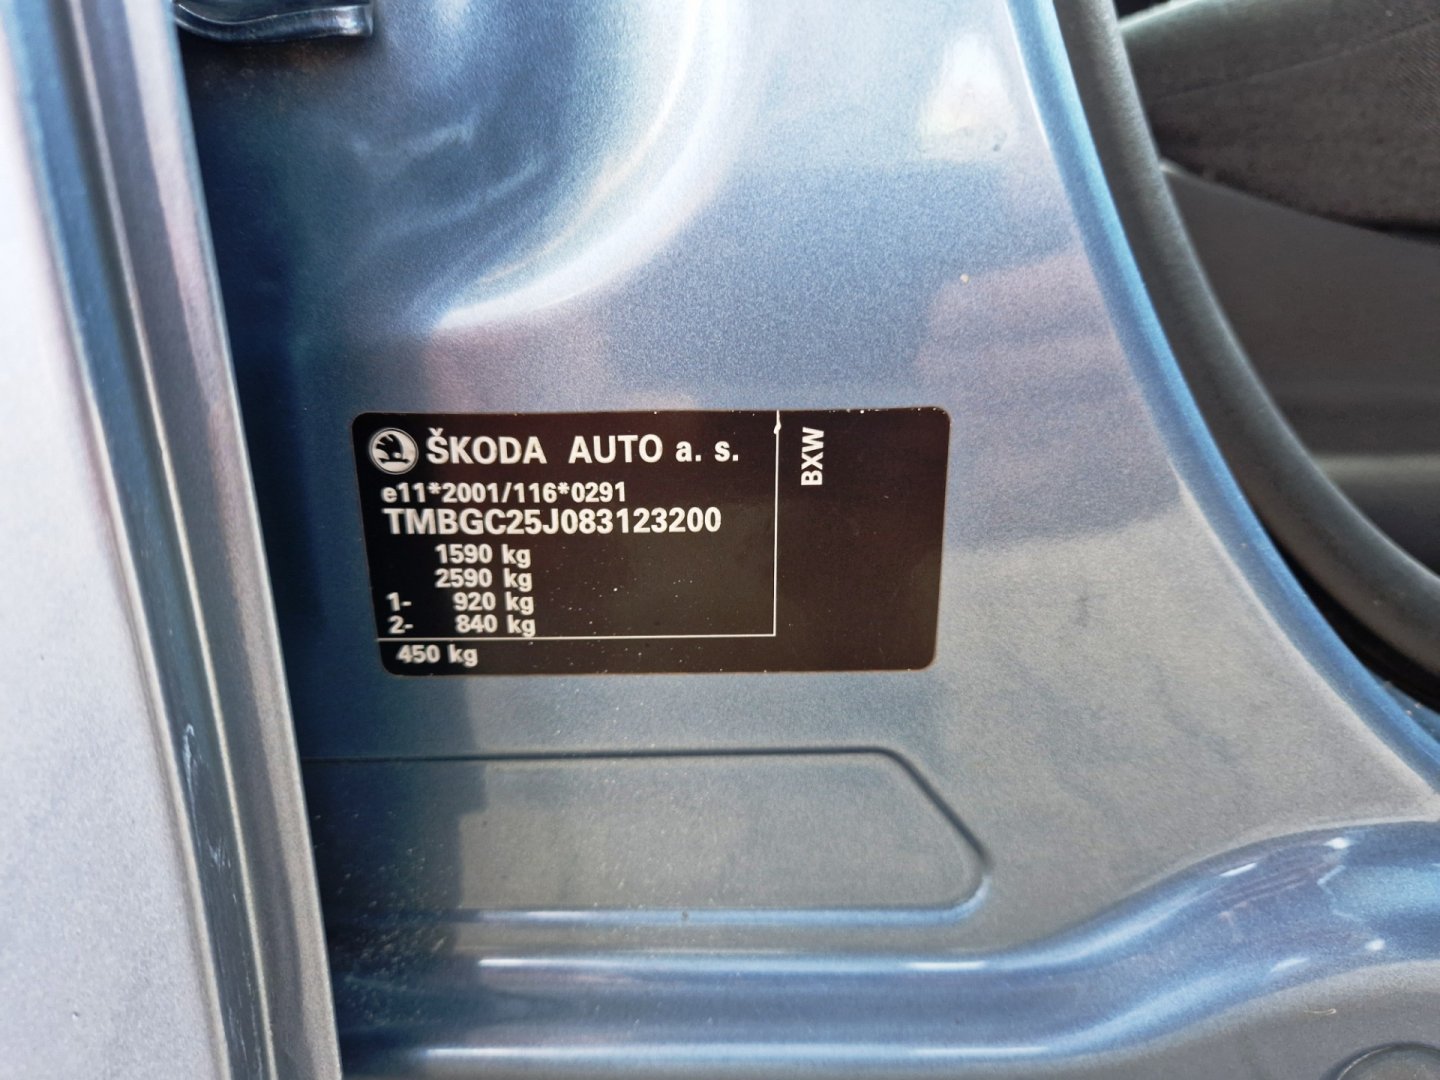 ŠKODA AUTO a. s.
e11*2001/116*0291
TMBGC25J083123200
1590 kg
2590 kg
1- 920 kg
2- 840 kg
450 kg
BXW